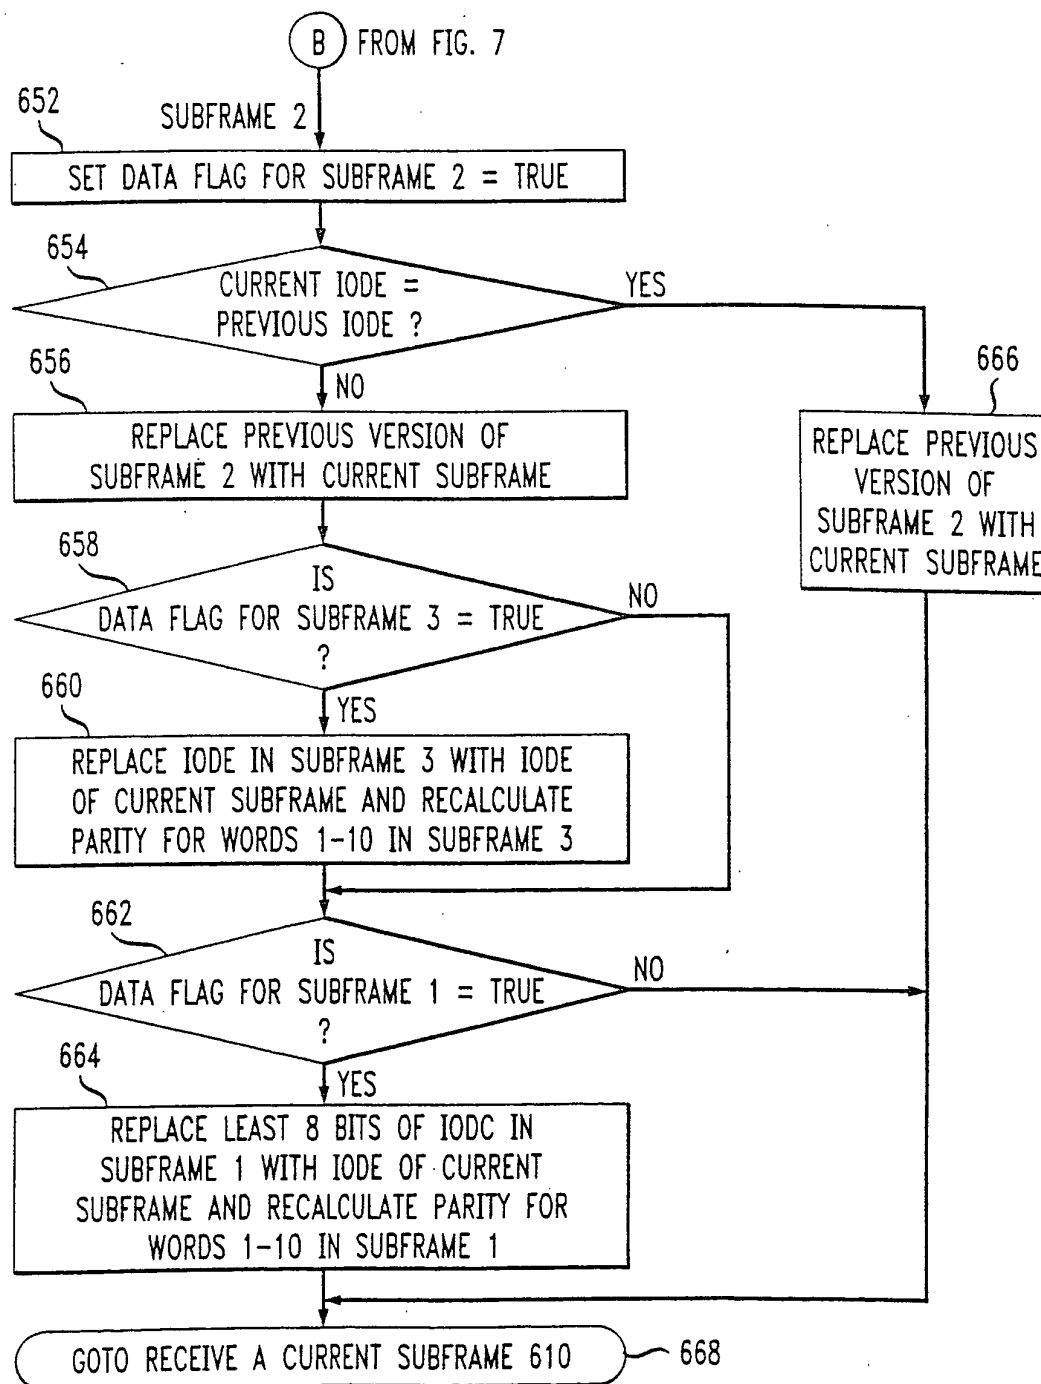 B FROM FIG. 7
652
SUBFRAME 2
SET DATA FLAG FOR SUBFRAME 2 = TRUE
654
CURRENT IODE =
PREVIOUS IODE ?
YES
NO
656
REPLACE PREVIOUS VERSION OF
SUBFRAME 2 WITH CURRENT SUBFRAME
666
REPLACE PREVIOUS
VERSION OF
SUBFRAME 2 WITH
CURRENT SUBFRAME
658
IS
DATA FLAG FOR SUBFRAME 3 = TRUE
?
NO
YES
660
REPLACE IODE IN SUBFRAME 3 WITH IODE
OF CURRENT SUBFRAME AND RECALCULATE
PARITY FOR WORDS 1-10 IN SUBFRAME 3
662
IS
DATA FLAG FOR SUBFRAME 1 = TRUE
?
NO
YES
664
REPLACE LEAST 8 BITS OF IODC IN
SUBFRAME 1 WITH IODE OF CURRENT
SUBFRAME AND RECALCULATE PARITY FOR
WORDS 1-10 IN SUBFRAME 1
GOTO RECEIVE A CURRENT SUBFRAME 610
668